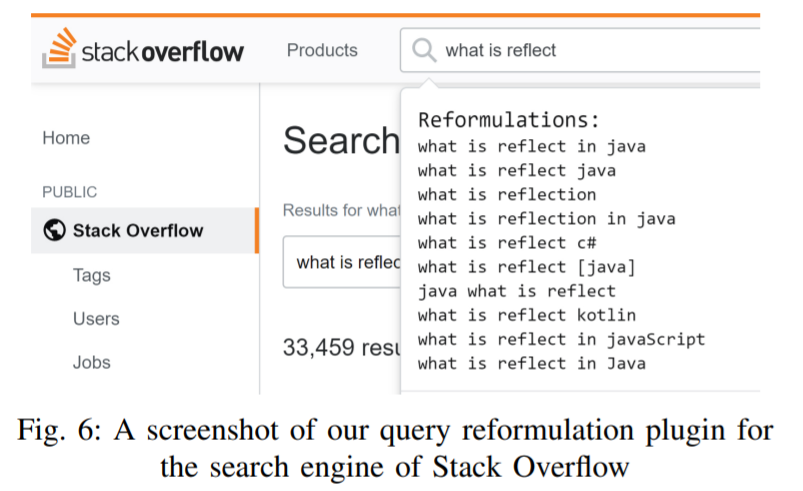 stackoverflow
Products
what is reflect
Home
PUBLIC
Stack Overflow
Tags
Users
Jobs
Search
Results for what
what is reflec
33,459 resu
Reformulations:
what is reflect in java
what is reflect java
what is reflection
what is reflection in java
what is reflect c#
what is reflect [java]
java what is reflect
what is reflect kotlin
what is reflect in javaScript
what is reflect in Java
Fig. 6: A screenshot of our query reformulation plugin for
the search engine of Stack Overflow